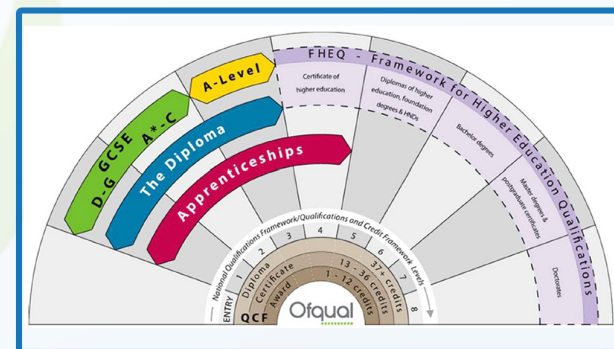 FHEQ - Framework for Higher Education Qualifications
Certificate of
higher education
Diplomas of higher
education, foundation
degrees & HNDs
Bachelor degrees
Master degrees &
postgraduate certificates
Doctorates
A-Level
GCSE
D-G A*-C
The Diploma
Apprenticeships
National Qualifications Framework/Qualifications and Credit Framework Levels
ENTRY 1 2 3 4 5 6 7 8
Diploma 37+ credits
Certificate 13 - 36 credits
Award 1 - 12 credits
QCF
Ofqual